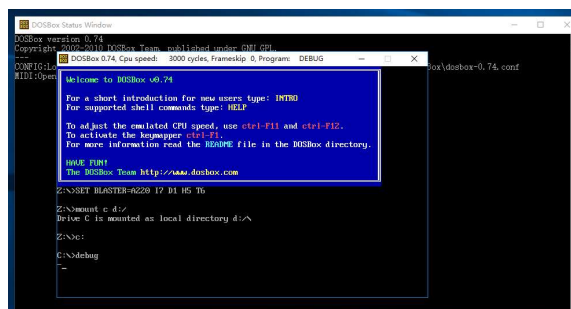 DOSBox Status Window
DOSBox version 0.74
Copyright 2002-2010 DOSBox Team, published under GNU GPL.
---
CONFIG:Lo
box\dosbox-0.74.conf
MIDI:Open
DOSBox 0.74, Cpu speed: 3000 cycles, Frameskip 0, Program: DEBUG
Welcome to DOSBox v0.74
For a short introduction for new users type: INTRO
For supported shell commands type: HELP
To adjust the emulated CPU speed, use ctrl-F11 and ctrl-F12.
To activate the keymapper ctrl-F1.
For more information read the README file in the DOSBox directory.
HAVE FUN!
The DOSBox Team http://www.dosbox.com
Z:\>SET BLASTER=A220 I7 D1 H5 T6
Z:\>mount c d:/
Drive C is mounted as local directory d:/\
Z:\>c:
C:\>debug
-_